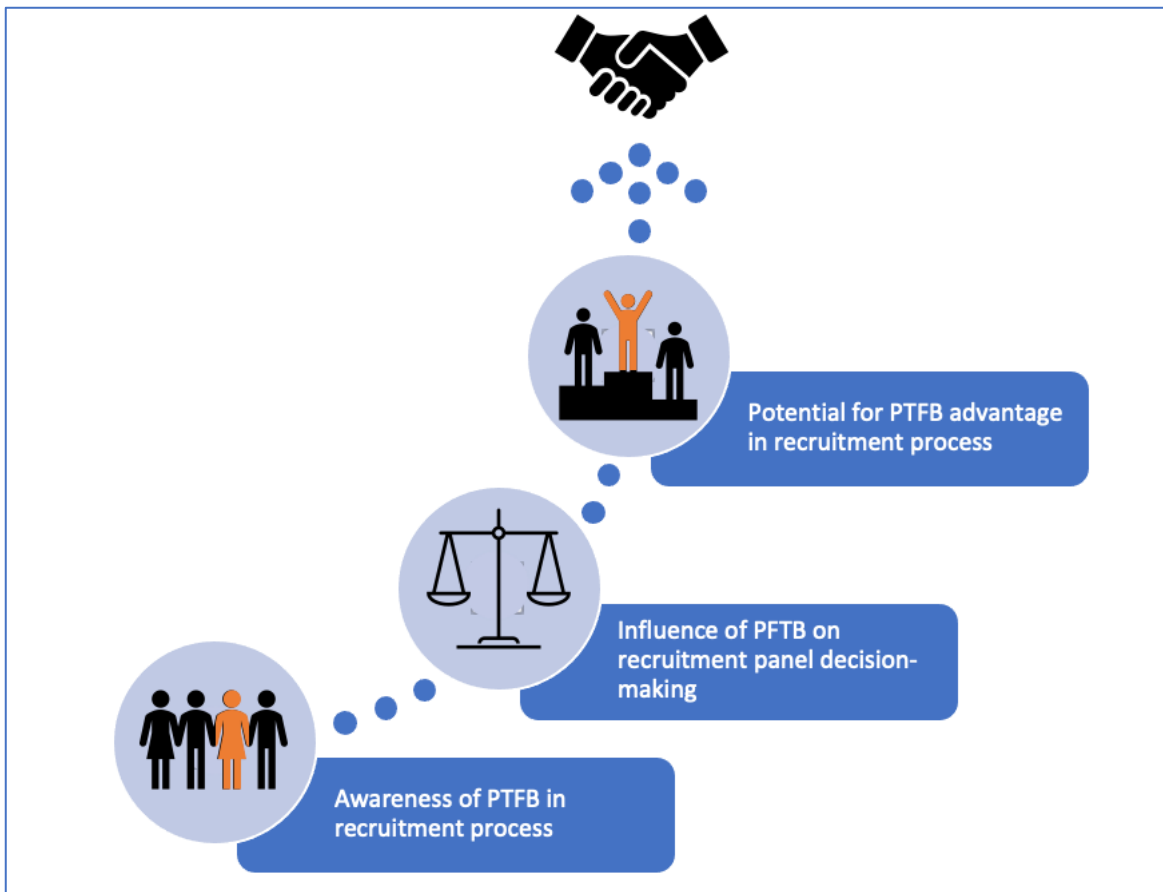 Potential for PTFB advantage
in recruitment process
Influence of PFTB on
recruitment panel decision-
making
Awareness of PTFB in
recruitment process